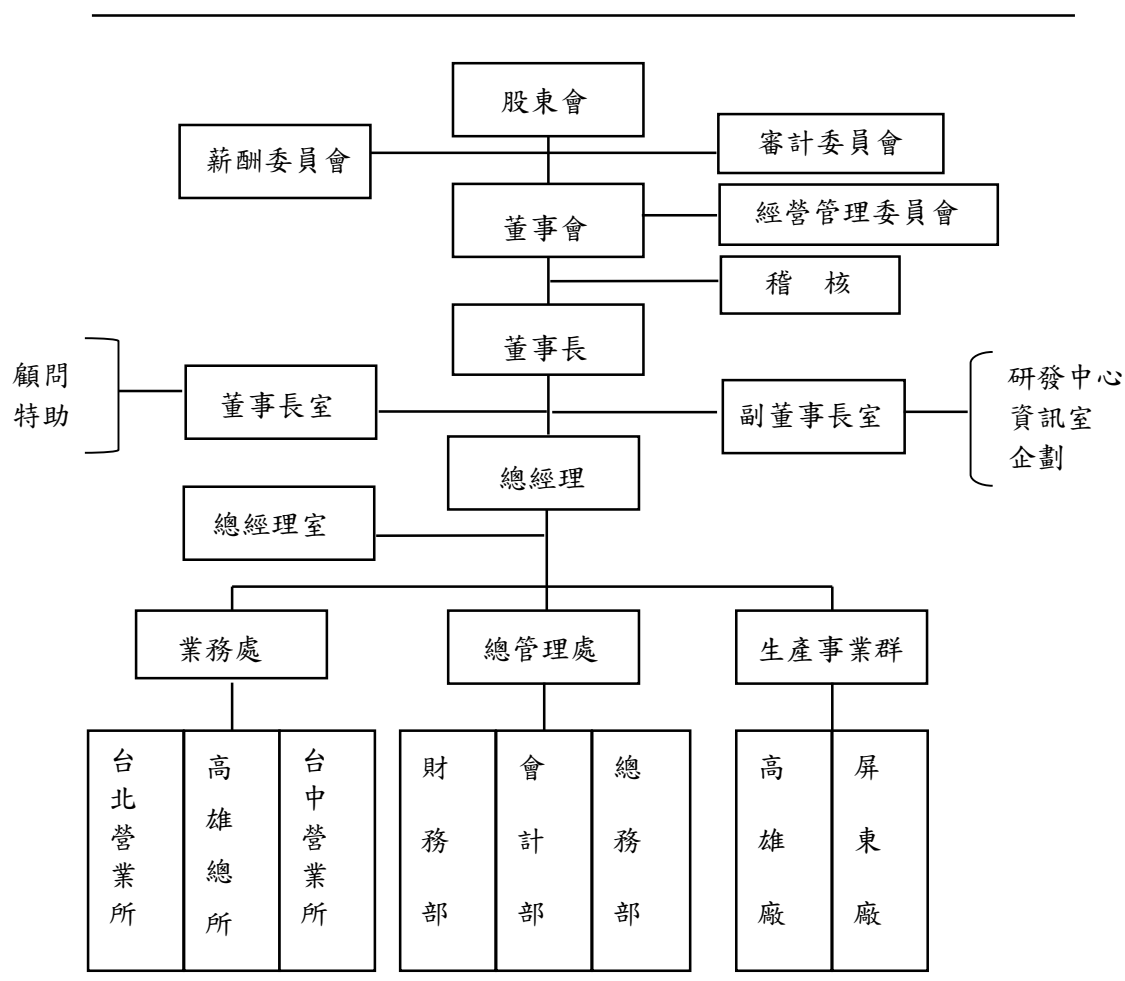 股東會
薪酬委員會
審計委員會
董事會
經營管理委員會
稽 核
董事長
顧問
特助
董事長室
副董事長室
研發中心
資訊室
企劃
總經理
總經理室
業務處
總管理處
生產事業群
台北營業所
高雄總所
台中營業所
財務部
會計部
總務部
高雄廠
屏東廠